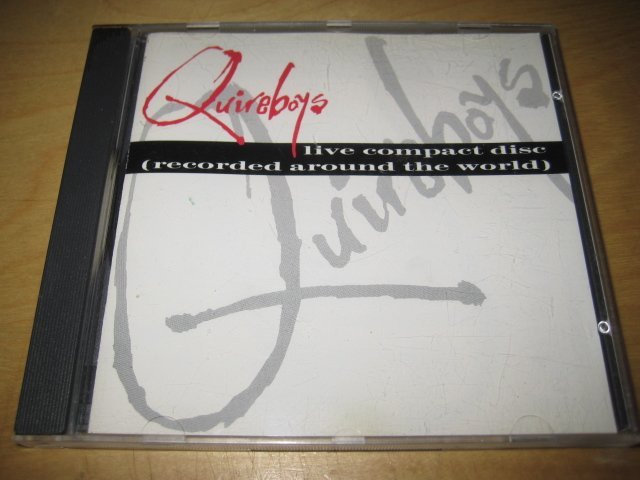 Quireboys
live compact disc
(recorded around the world)
Quireboys